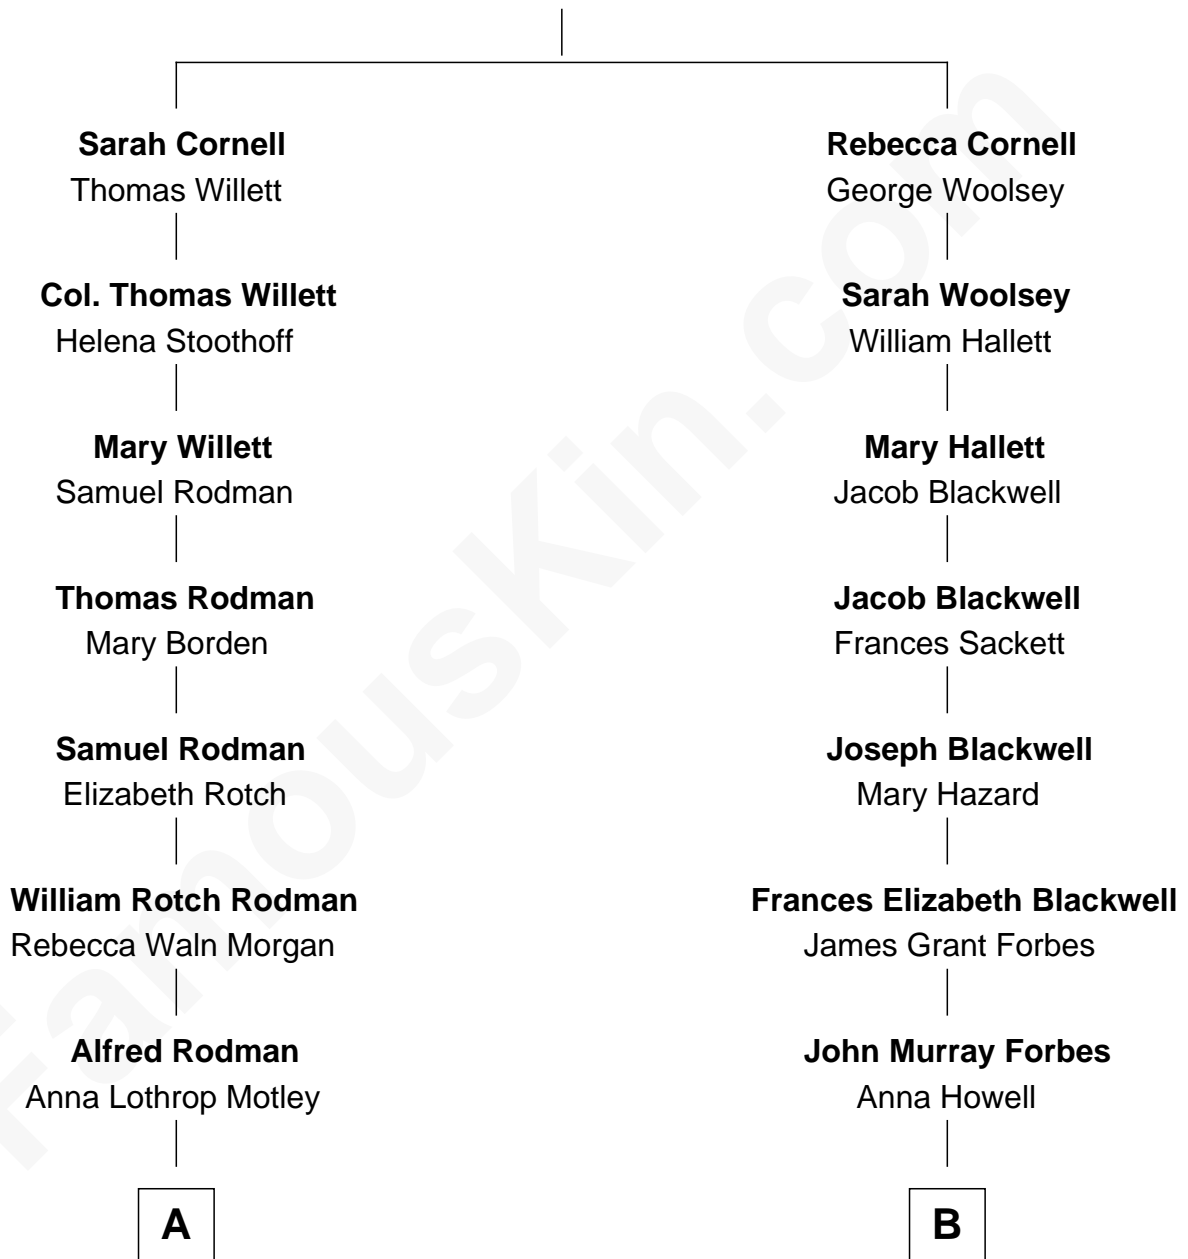 Sarah Cornell
Thomas Willett
Rebecca Cornell
George Woolsey
Col. Thomas Willett
Helena Stoothoff
Sarah Woolsey
William Hallett
Mary Willett
Samuel Rodman
Mary Hallett
Jacob Blackwell
Thomas Rodman
Mary Borden
Jacob Blackwell
Frances Sackett
Samuel Rodman
Elizabeth Rotch
Joseph Blackwell
Mary Hazard
William Rotch Rodman
Rebecca Waln Morgan
Frances Elizabeth Blackwell
James Grant Forbes
Alfred Rodman
Anna Lothrop Motley
John Murray Forbes
Anna Howell
A
B
FamousKin.com